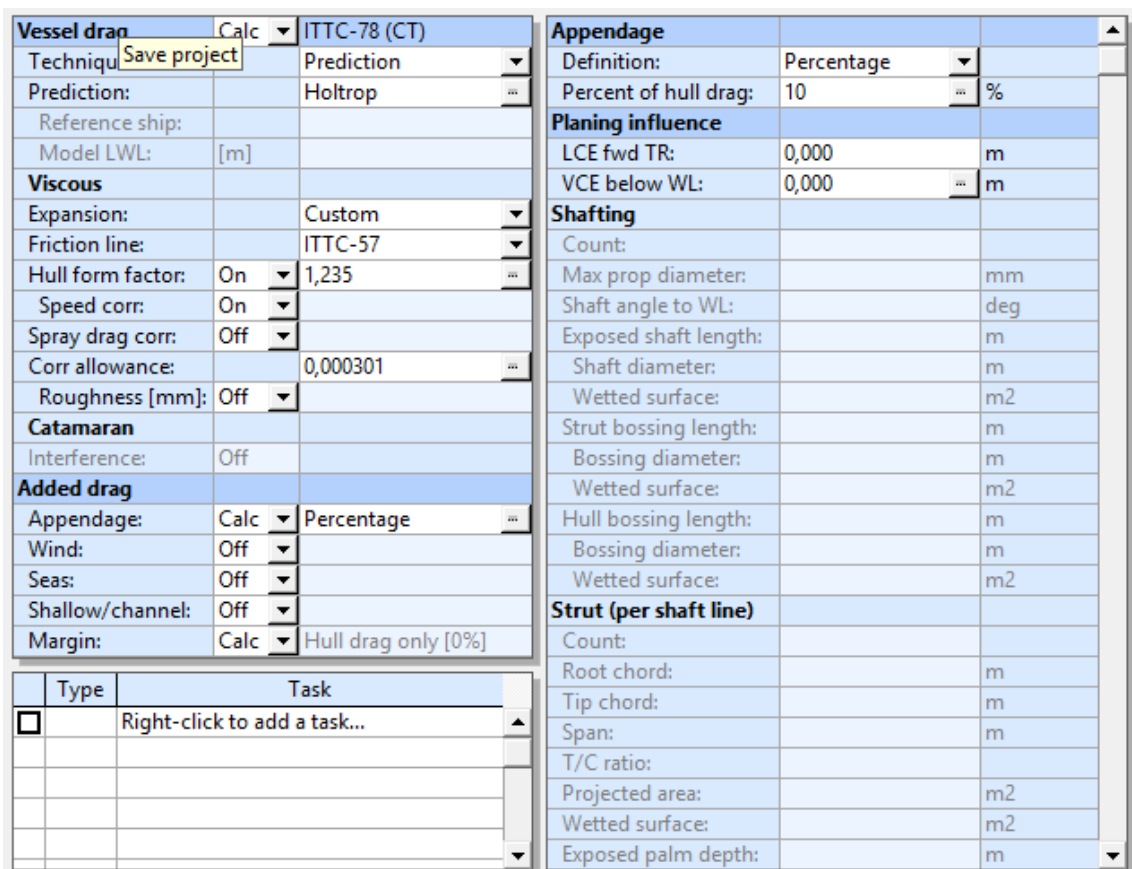 Vessel drag Calc ITTC-78 (CT)
Save project
Techniqu Prediction
Prediction: Holtrop ...
Reference ship:
Model LWL: [m]
Viscous
Expansion: Custom
Friction line: ITTC-57
Hull form factor: On 1,235 ...
Speed corr: On
Spray drag corr: Off
Corr allowance: 0,000301 ...
Roughness [mm]: Off
Catamaran
Interference: Off
Added drag
Appendage: Calc Percentage ...
Wind: Off
Seas: Off
Shallow/channel: Off
Margin: Calc Hull drag only [0%]
Type Task
Right-click to add a task...
Appendage
Definition: Percentage
Percent of hull drag: 10 ... %
Planing influence
LCE fwd TR: 0,000 m
VCE below WL: 0,000 ... m
Shafting
Count:
Max prop diameter: mm
Shaft angle to WL: deg
Exposed shaft length: m
Shaft diameter: m
Wetted surface: m2
Strut bossing length: m
Bossing diameter: m
Wetted surface: m2
Hull bossing length: m
Bossing diameter: m
Wetted surface: m2
Strut (per shaft line)
Count:
Root chord: m
Tip chord: m
Span: m
T/C ratio:
Projected area: m2
Wetted surface: m2
Exposed palm depth: m